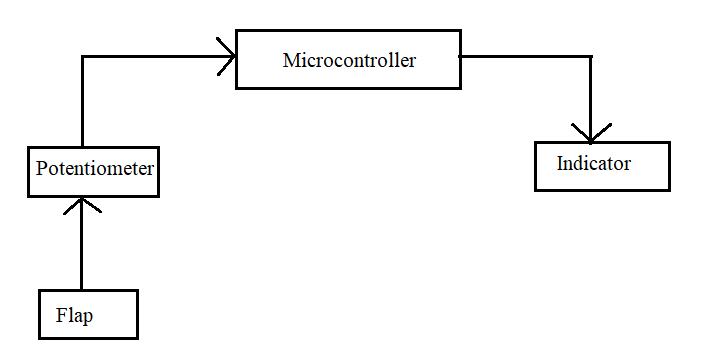 Microcontroller
Potentiometer
Indicator
Flap